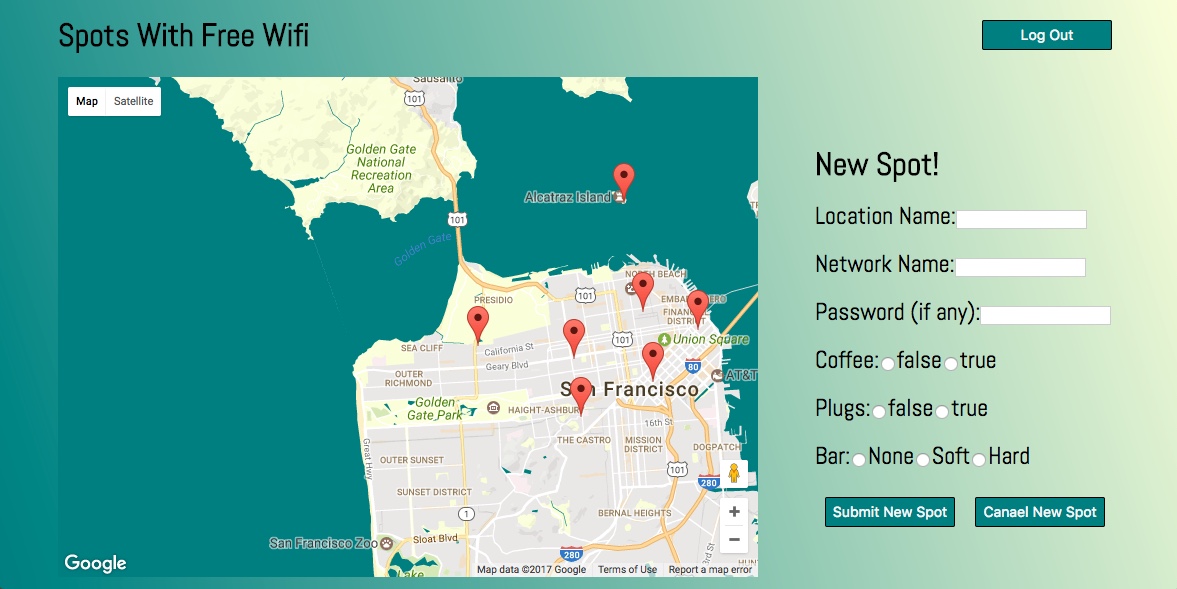 Spots With Free Wifi
Log Out
Map Satellite
Sausalito
101
Golden Gate
National
Recreation
Area
Alcatraz Island
101
Golden Gate
New Spot!
Location Name:
Network Name:
Password (if any):
Coffee: false true
Plugs: false true
Bar: None Soft Hard
Submit New Spot
Canael New Spot
NORTH BEACH
101
PRESIDIO
EMBARCADERO
FINANCIAL
DISTRICT
101
Union Square
SEA CLIFF
California St
Geary Blvd
80
AT&T
OUTER
RICHMOND
San Francisco
Golden
Gate Park
HAIGHT-ASHBURY
16th St
THE CASTRO
MISSION
DISTRICT
DOGPATCH
Great Hwy
OUTER SUNSET
101
280
SUNSET DISTRICT
1
BERNAL HEIGHTS
San Francisco Zoo
Sloat Blvd
3rd St
280
Lake
Google
Map data ©2017 Google Terms of Use Report a map error